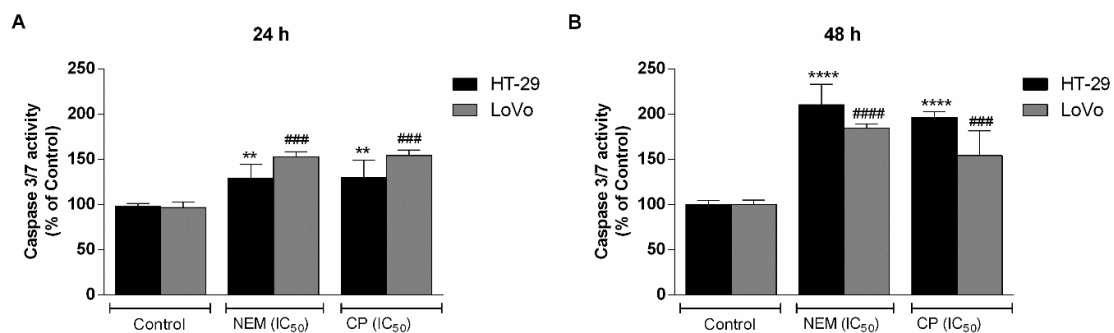 A
24 h
Caspase 3/7 activity
(% of Control)
250
200
150
100
50
0
**
###
**
###
HT-29
LoVo
Control
NEM (IC₅₀)
CP (IC₅₀)
B
48 h
Caspase 3/7 activity
(% of Control)
250
200
150
100
50
0
****
####
****
###
HT-29
LoVo
Control
NEM (IC₅₀)
CP (IC₅₀)